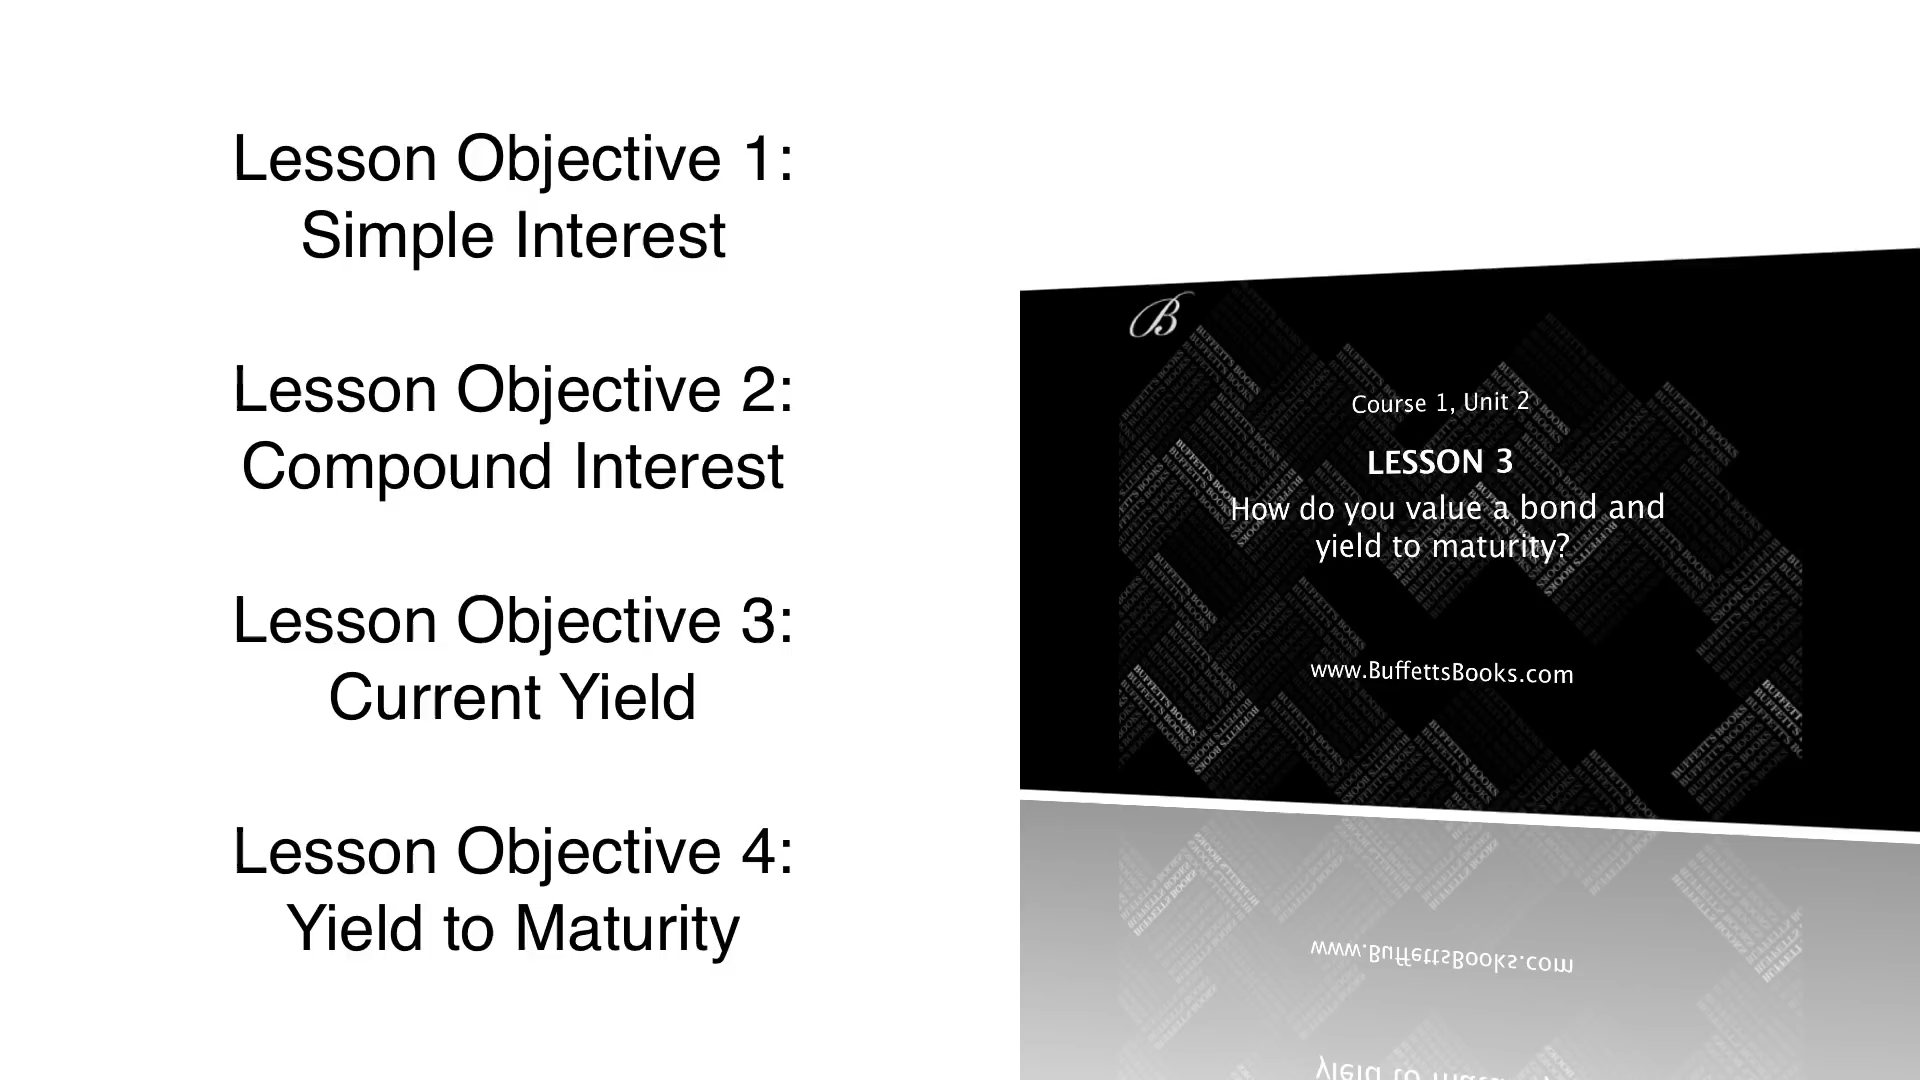 Lesson Objective 1:
Simple Interest
Lesson Objective 2:
Compound Interest
Lesson Objective 3:
Current Yield
Lesson Objective 4:
Yield to Maturity
B
Course 1, Unit 2
LESSON 3
How do you value a bond and
yield to maturity?
www.BuffettsBooks.com